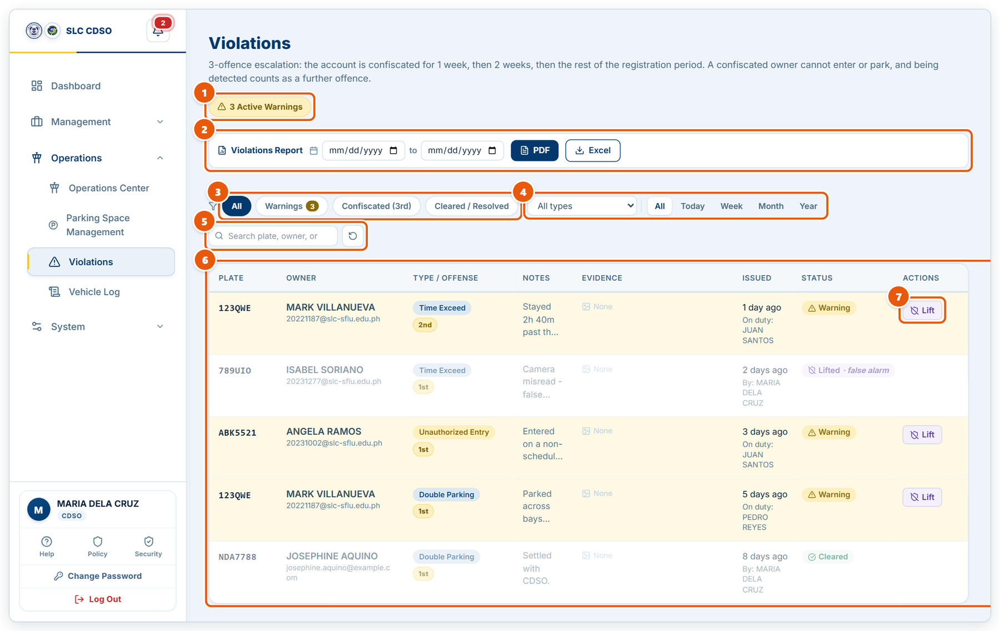 SLC CDSO
2
Dashboard
Management
Operations
Operations Center
Parking Space
Management
Violations
Vehicle Log
System
M
MARIA DELA CRUZ
CDSO
Help
Policy
Security
Change Password
Log Out
Violations
3-offence escalation: the account is confiscated for 1 week, then 2 weeks, then the rest of the registration period. A confiscated owner cannot enter or park, and being
detected counts as a further offence.
1
3 Active Warnings
2
Violations Report mm/dd/yyyy to mm/dd/yyyy PDF Excel
3
All Warnings 3 Confiscated (3rd) Cleared / Resolved
4
All types All Today Week Month Year
5
Search plate, owner, or
6
PLATE OWNER TYPE / OFFENSE NOTES EVIDENCE ISSUED STATUS ACTIONS
7
123QWE MARK VILLANUEVA Time Exceed Stayed None 1 day ago Warning Lift
20221187@slc-sflu.edu.ph 2nd 2h 40m On duty:
past th... JUAN
SANTOS
789UIO ISABEL SORIANO Time Exceed Camera None 2 days ago Lifted · false alarm
20231277@slc-sflu.edu.ph 1st misread - By: MARIA
false... DELA
CRUZ
ABK5521 ANGELA RAMOS Unauthorized Entry Entered None 3 days ago Warning Lift
20231002@slc-sflu.edu.ph 1st on a non- On duty:
schedul... JUAN
SANTOS
123QWE MARK VILLANUEVA Double Parking Parked None 5 days ago Warning Lift
20221187@slc-sflu.edu.ph 1st across On duty:
bays... PEDRO
REYES
NDA7788 JOSEPHINE AQUINO Double Parking Settled None 8 days ago Cleared
josephine.aquino@example.c 1st with By: MARIA
om CDSO. DELA
CRUZ